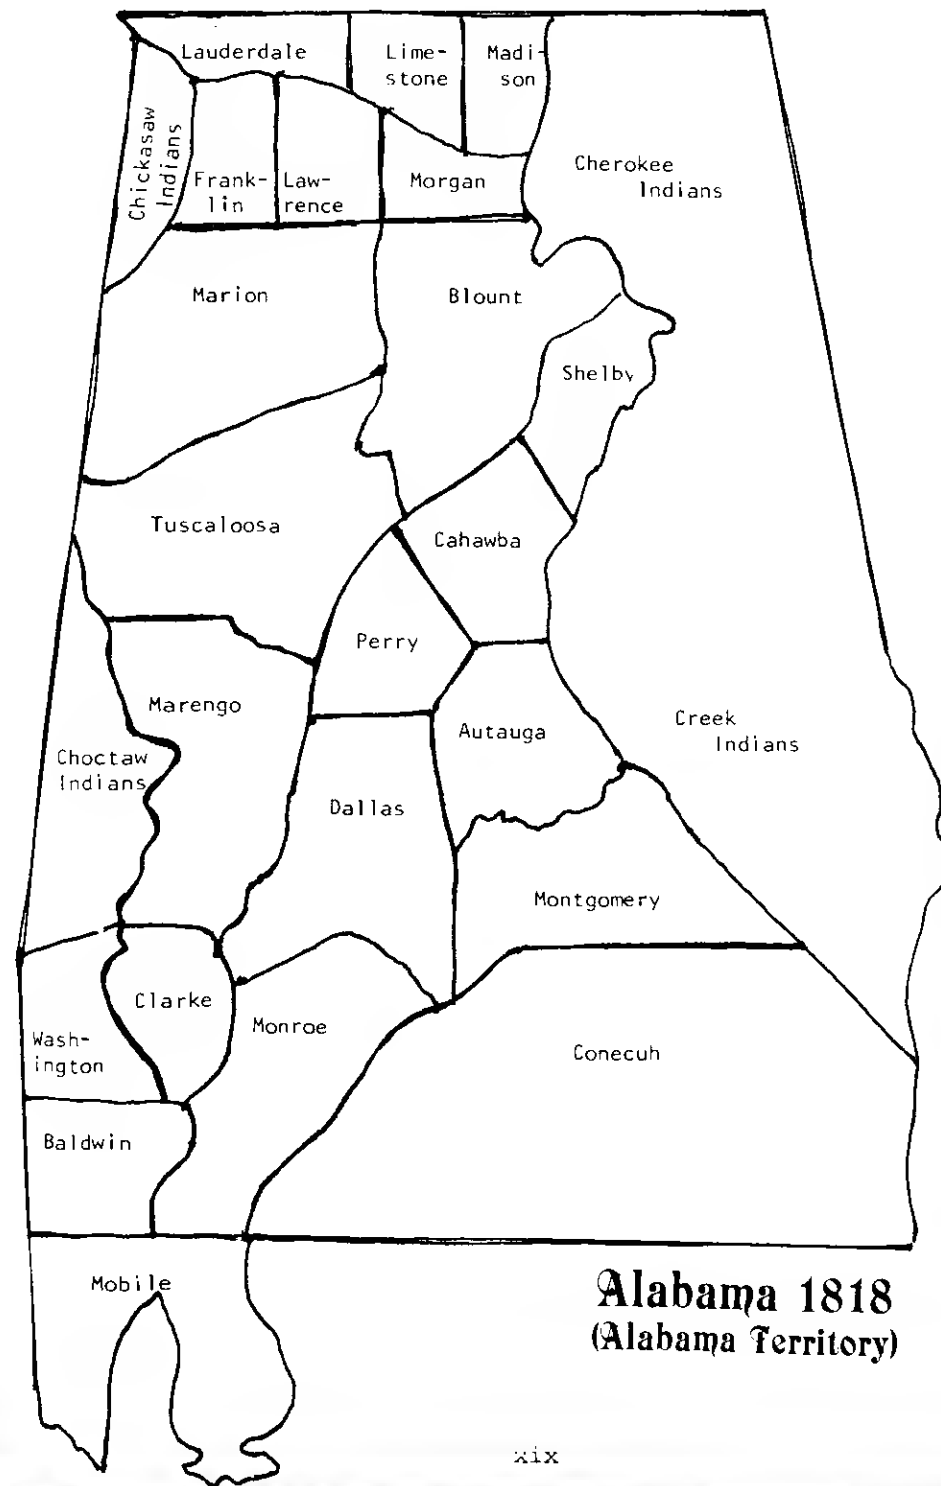 Lauderdale
Lime-
stone
Madi-
son
Chickasaw
Indians
Frank-
lin
Law-
rence
Morgan
Cherokee
Indians
Marion
Blount
Shelby
Tuscaloosa
Cahawba
Perry
Marengo
Autauga
Creek
Indians
Choctaw
Indians
Dallas
Montgomery
Clarke
Monroe
Wash-
ington
Conecuh
Baldwin
Mobile
Alabama 1818
(Alabama Territory)
xix